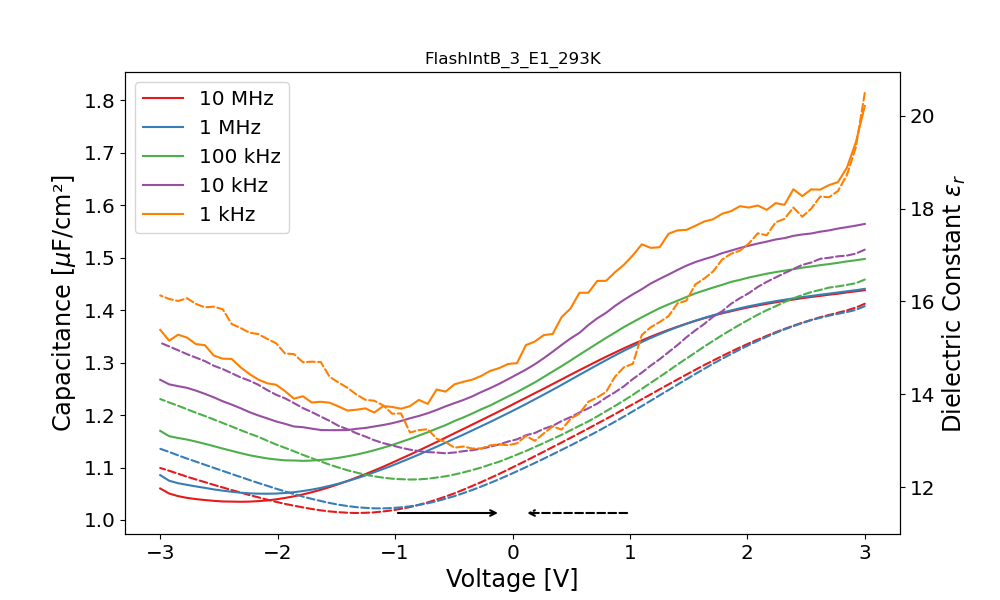 FlashIntB_3_E1_293K
10 MHz
1 MHz
100 kHz
10 kHz
1 kHz
Capacitance [μF/cm²]
1.8
1.7
1.6
1.5
1.4
1.3
1.2
1.1
1.0
20
18
16
14
12
Dielectric Constant εr
−3
−2
−1
0
1
2
3
Voltage [V]